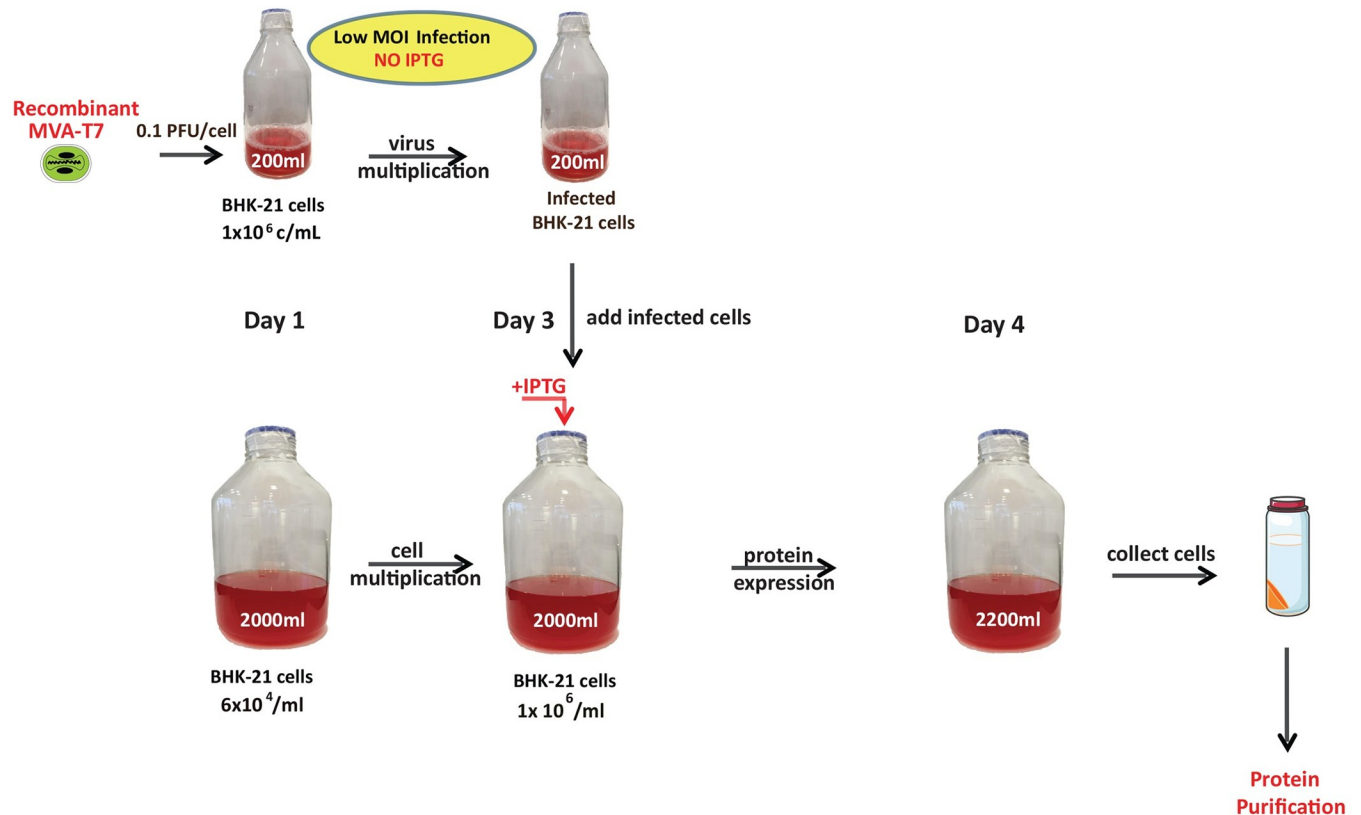 Low MOI Infection
NO IPTG
Recombinant
MVA-T7
0.1 PFU/cell
200ml
virus
multiplication
200ml
BHK-21 cells
1x10⁶ c/mL
Infected
BHK-21 cells
Day 1
Day 3
add infected cells
Day 4
+IPTG
2000ml
cell
multiplication
2000ml
protein
expression
2200ml
collect cells
BHK-21 cells
6x10⁴/ml
BHK-21 cells
1x 10⁶/ml
Protein
Purification